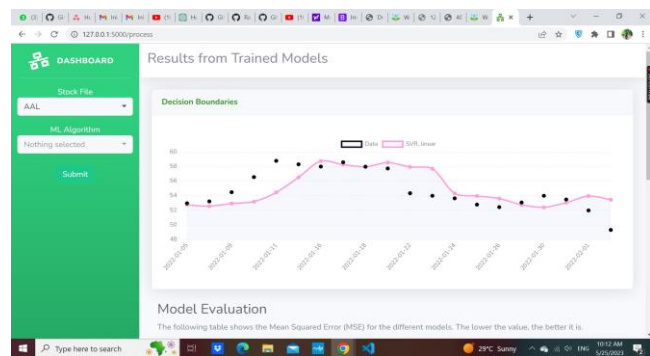 127.0.0.1:5000/process
DASHBOARD
Results from Trained Models
Stock File
AAL
ML Algorithm
Nothing selected
Submit
Decision Boundaries
Data
SVR_linear
60
58
56
54
52
50
48
2022-01-05
2022-01-09
2022-01-11
2022-01-16
2022-01-18
2022-01-22
2022-01-24
2022-01-26
2022-01-30
2022-02-01
Model Evaluation
The following table shows the Mean Squared Error (MSE) for the different models. The lower the value, the better it is.
Type here to search
29°C Sunny
ENG
10:12 AM
5/25/2023